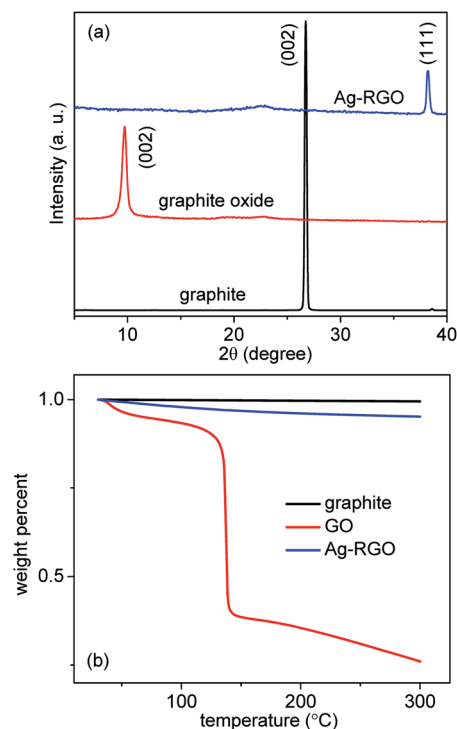 (a)
(002)
(111)
Ag-RGO
(002)
graphite oxide
graphite
Intensity (a. u.)
10 20 30 40
2θ (degree)
1.0
0.5
weight percent
graphite
GO
Ag-RGO
(b)
100 200 300
temperature (°C)